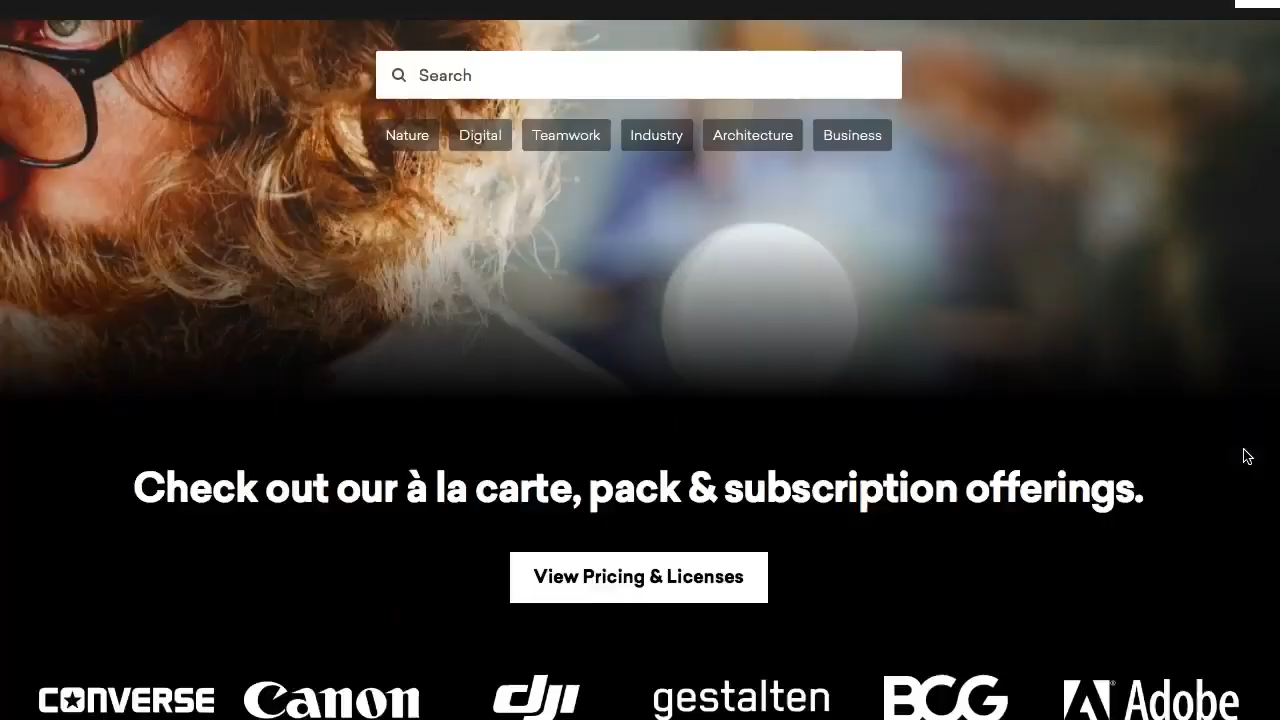 Search
Nature Digital Teamwork Industry Architecture Business
Check out our à la carte, pack & subscription offerings.
View Pricing & Licenses
CONVERSE Canon dji gestalten BCG Adobe